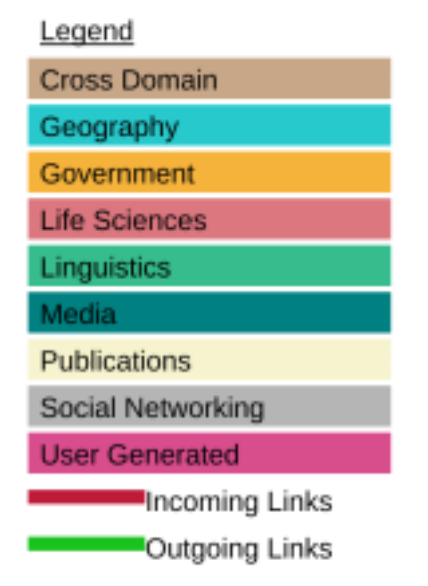 Legend
Cross Domain
Geography
Government
Life Sciences
Linguistics
Media
Publications
Social Networking
User Generated
Incoming Links
Outgoing Links